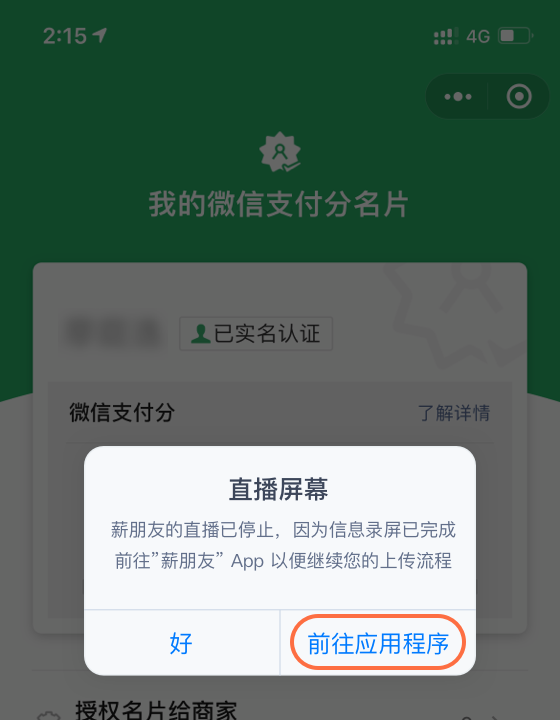 2:15
4G
我的微信支付分名片
已实名认证
微信支付分
了解详情
直播屏幕
薪朋友的直播已停止，因为信息录屏已完成
前往”薪朋友” App 以便继续您的上传流程
好
前往应用程序
授权名片给商家